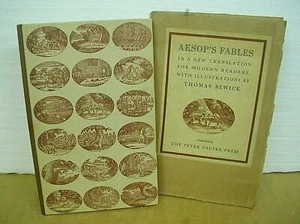 AESOP'S FABLES
IN A NEW TRANSLATION
FOR MODERN READERS
WITH ILLUSTRATIONS BY
THOMAS BEWICK
THE PETER PAUPER PRESS